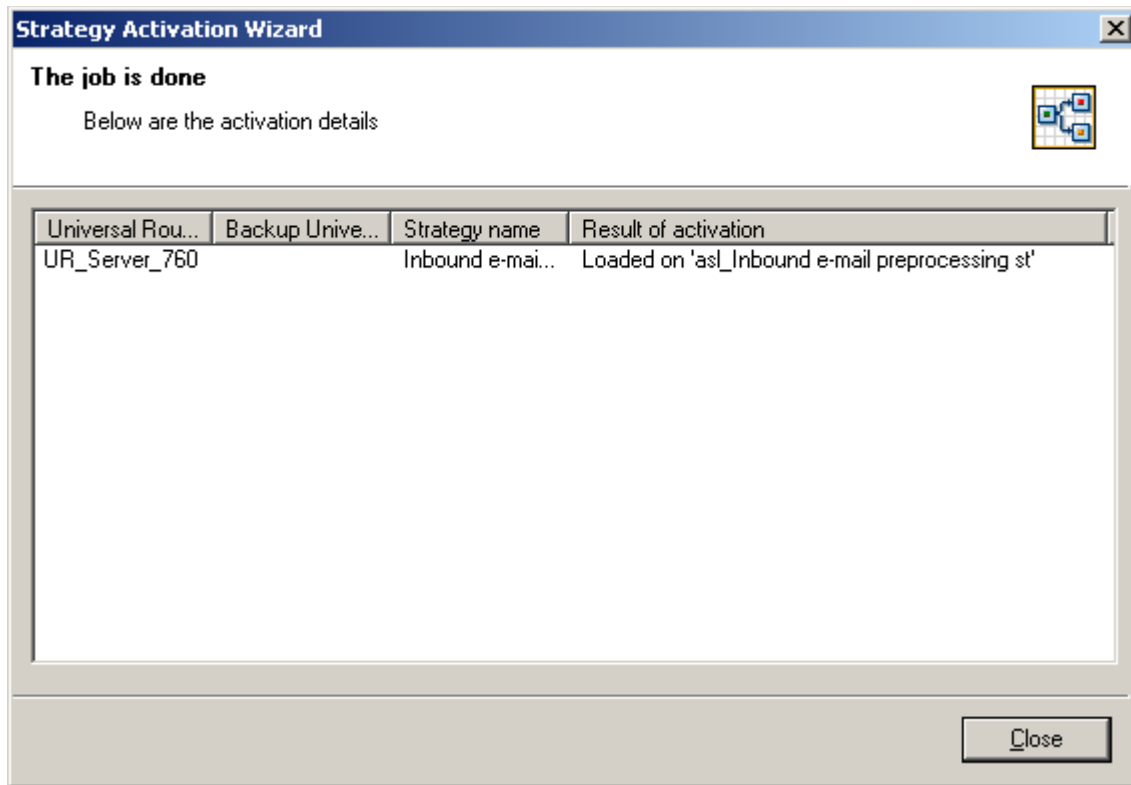 Strategy Activation Wizard
The job is done
Below are the activation details
Universal Rou... Backup Unive... Strategy name Result of activation
UR_Server_760 Inbound e-mai... Loaded on 'asl_Inbound e-mail preprocessing st'
Close